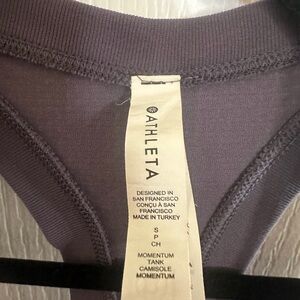 ATHLETA
DESIGNED IN
SAN FRANCISCO
CONÇU À SAN
FRANCISCO
MADE IN TURKEY
S
P
CH
MOMENTUM
TANK
CAMISOLE
MOMENTUM